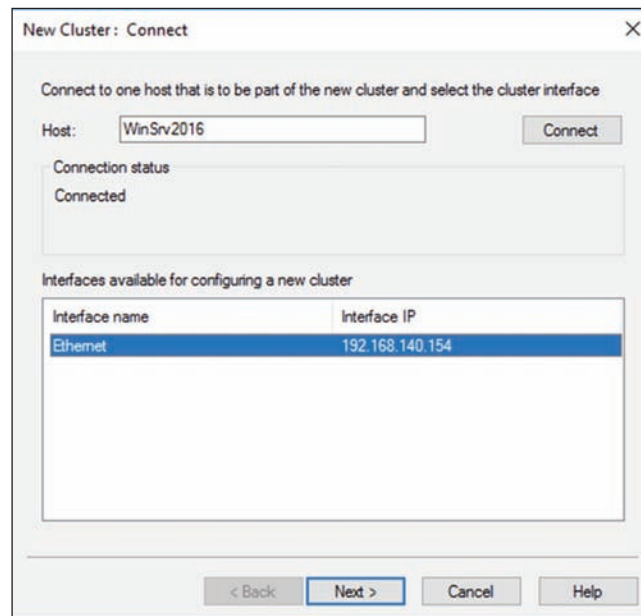 New Cluster : Connect
Connect to one host that is to be part of the new cluster and select the cluster interface
Host: WinSrv2016 Connect
Connection status
Connected
Interfaces available for configuring a new cluster
Interface name Interface IP
Ethernet 192.168.140.154
< Back Next > Cancel Help